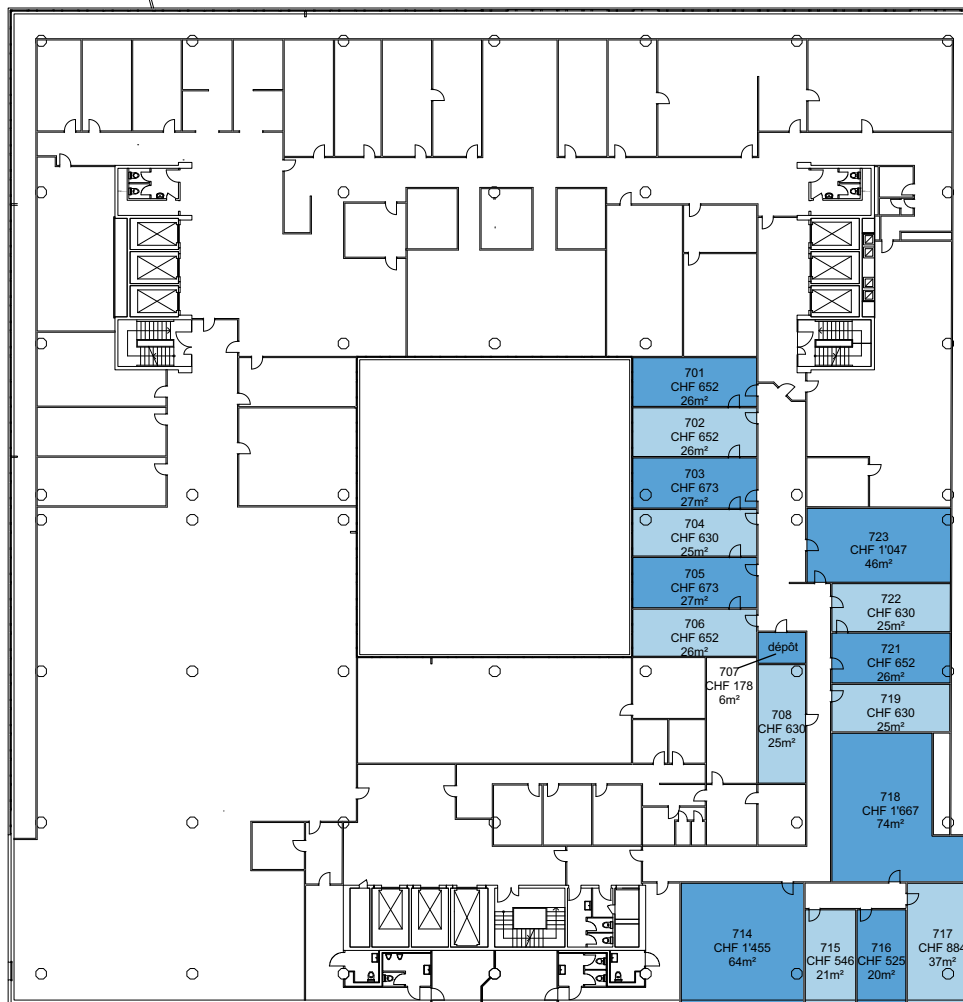 701
CHF 652
26m²
702
CHF 652
26m²
703
CHF 673
27m²
704
CHF 630
25m²
705
CHF 673
27m²
706
CHF 652
26m²
723
CHF 1'047
46m²
722
CHF 630
25m²
721
CHF 652
26m²
719
CHF 630
25m²
dépôt
707
CHF 178
6m²
708
CHF 630
25m²
718
CHF 1'667
74m²
714
CHF 1'455
64m²
715
CHF 546
21m²
716
CHF 525
20m²
717
CHF 884
37m²